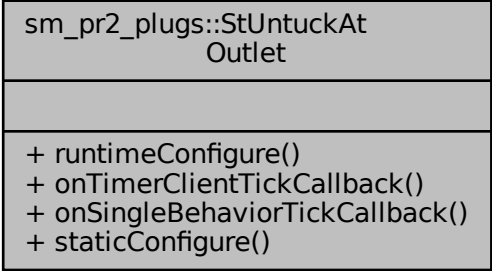 sm_pr2_plugs::StUntuckAt
Outlet
+ runtimeConfigure()
+ onTimerClientTickCallback()
+ onSingleBehaviorTickCallback()
+ staticConfigure()